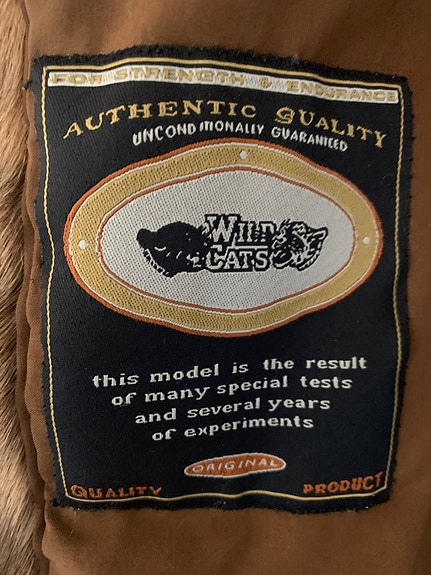 FOR STRENGTH & ENDURANCE
AUTHENTIC QUALITY
UNCONDITIONALLY GUARANTEED
WILD
CATS
this model is the result
of many special tests
and several years
of experiments
ORIGINAL
QUALITY PRODUCT